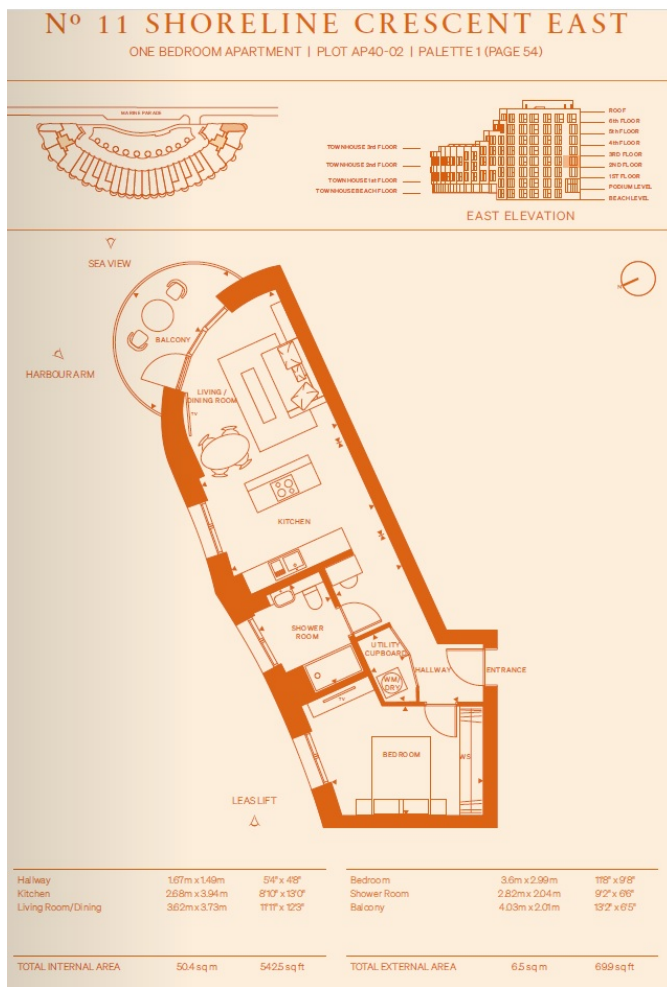 Nº 11 SHORELINE CRESCENT EAST
ONE BEDROOM APARTMENT | PLOT AP40-02 | PALETTE 1 (PAGE 54)
MARINE PARADE
TOWNHOUSE 3rd FLOOR
TOWNHOUSE 2nd FLOOR
TOWNHOUSE 1st FLOOR
TOWNHOUSE BEACH FLOOR
ROOF
6th FLOOR
5th FLOOR
4th FLOOR
3RD FLOOR
2ND FLOOR
1ST FLOOR
PODIUM LEVEL
BEACH LEVEL
EAST ELEVATION
SEA VIEW
N
BALCONY
HARBOUR ARM
LIVING /
DINING ROOM
TV
KITCHEN
SHOWER
ROOM
UTILITY
CUPBOARD
HALLWAY
ENTRANCE
WM/
DRY
TV
BEDROOM
WS
LEAS LIFT
Hallway 1.67m x 1.49m 5'4" x 4'8"
Kitchen 2.68m x 3.94m 8'10" x 13'0"
Living Room/Dining 3.62m x 3.73m 11'11" x 12'3"
Bedroom 3.6m x 2.99m 11'8" x 9'8"
Shower Room 2.82m x 2.04m 9'2" x 6'6"
Balcony 4.03m x 2.01m 13'2" x 6'5"
TOTAL INTERNAL AREA 50.4 sq m 542.5 sq ft
TOTAL EXTERNAL AREA 6.5 sq m 69.9 sq ft